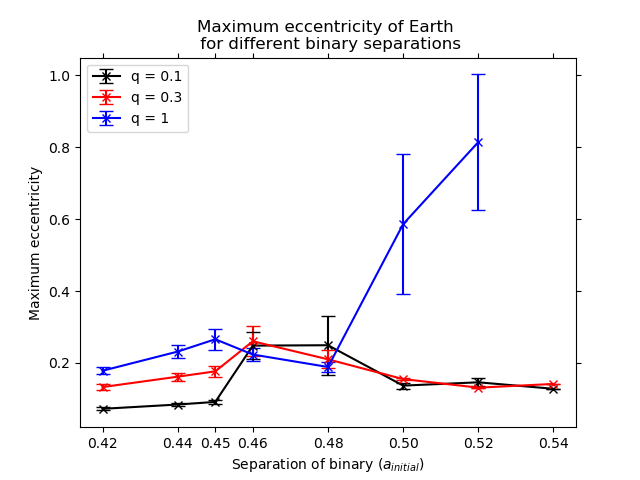 Maximum eccentricity of Earth
for different binary separations
q = 0.1
q = 0.3
q = 1
1.0
0.8
0.6
0.4
0.2
Maximum eccentricity
0.42 0.44 0.45 0.46 0.48 0.50 0.52 0.54
Separation of binary (a_{initial})